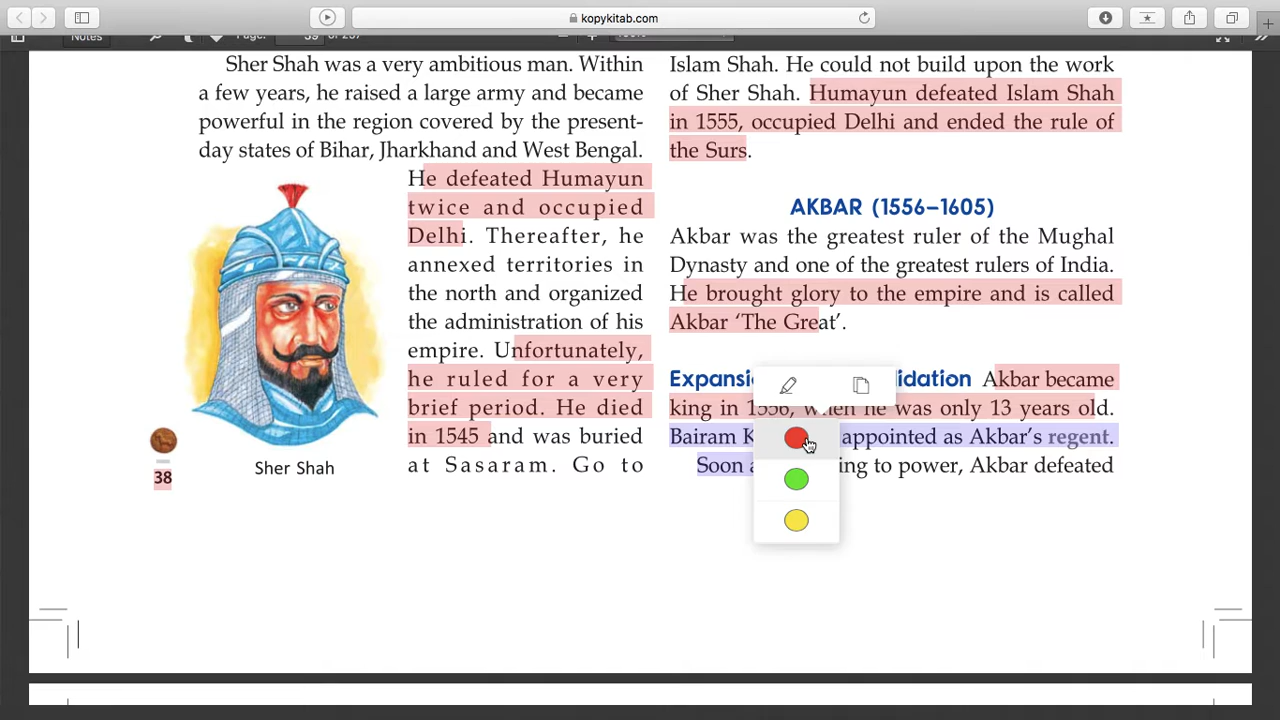 kopykitab.com
Notes
Page:
Sher Shah was a very ambitious man. Within
a few years, he raised a large army and became
powerful in the region covered by the present-
day states of Bihar, Jharkhand and West Bengal.
He defeated Humayun
twice and occupied
Delhi. Thereafter, he
annexed territories in
the north and organized
the administration of his
empire. Unfortunately,
he ruled for a very
brief period. He died
in 1545 and was buried
at Sasaram. Go to
Sher Shah
38
Islam Shah. He could not build upon the work
of Sher Shah. Humayun defeated Islam Shah
in 1555, occupied Delhi and ended the rule of
the Surs.
AKBAR (1556–1605)
Akbar was the greatest ruler of the Mughal
Dynasty and one of the greatest rulers of India.
He brought glory to the empire and is called
Akbar ‘The Great’.
Akbar became
king in 1556, when he was only 13 years old.
Bairam appointed as Akbar’s regent.
Soon to power, Akbar defeated